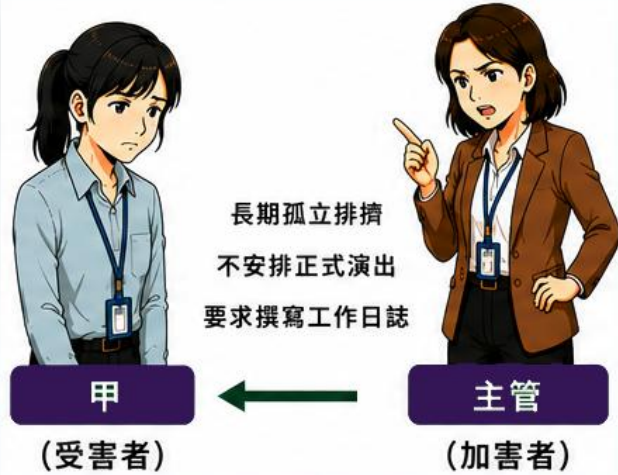 長期孤立排擠
不安排正式演出
要求撰寫工作日誌
甲
主管
(受害者)
(加害者)